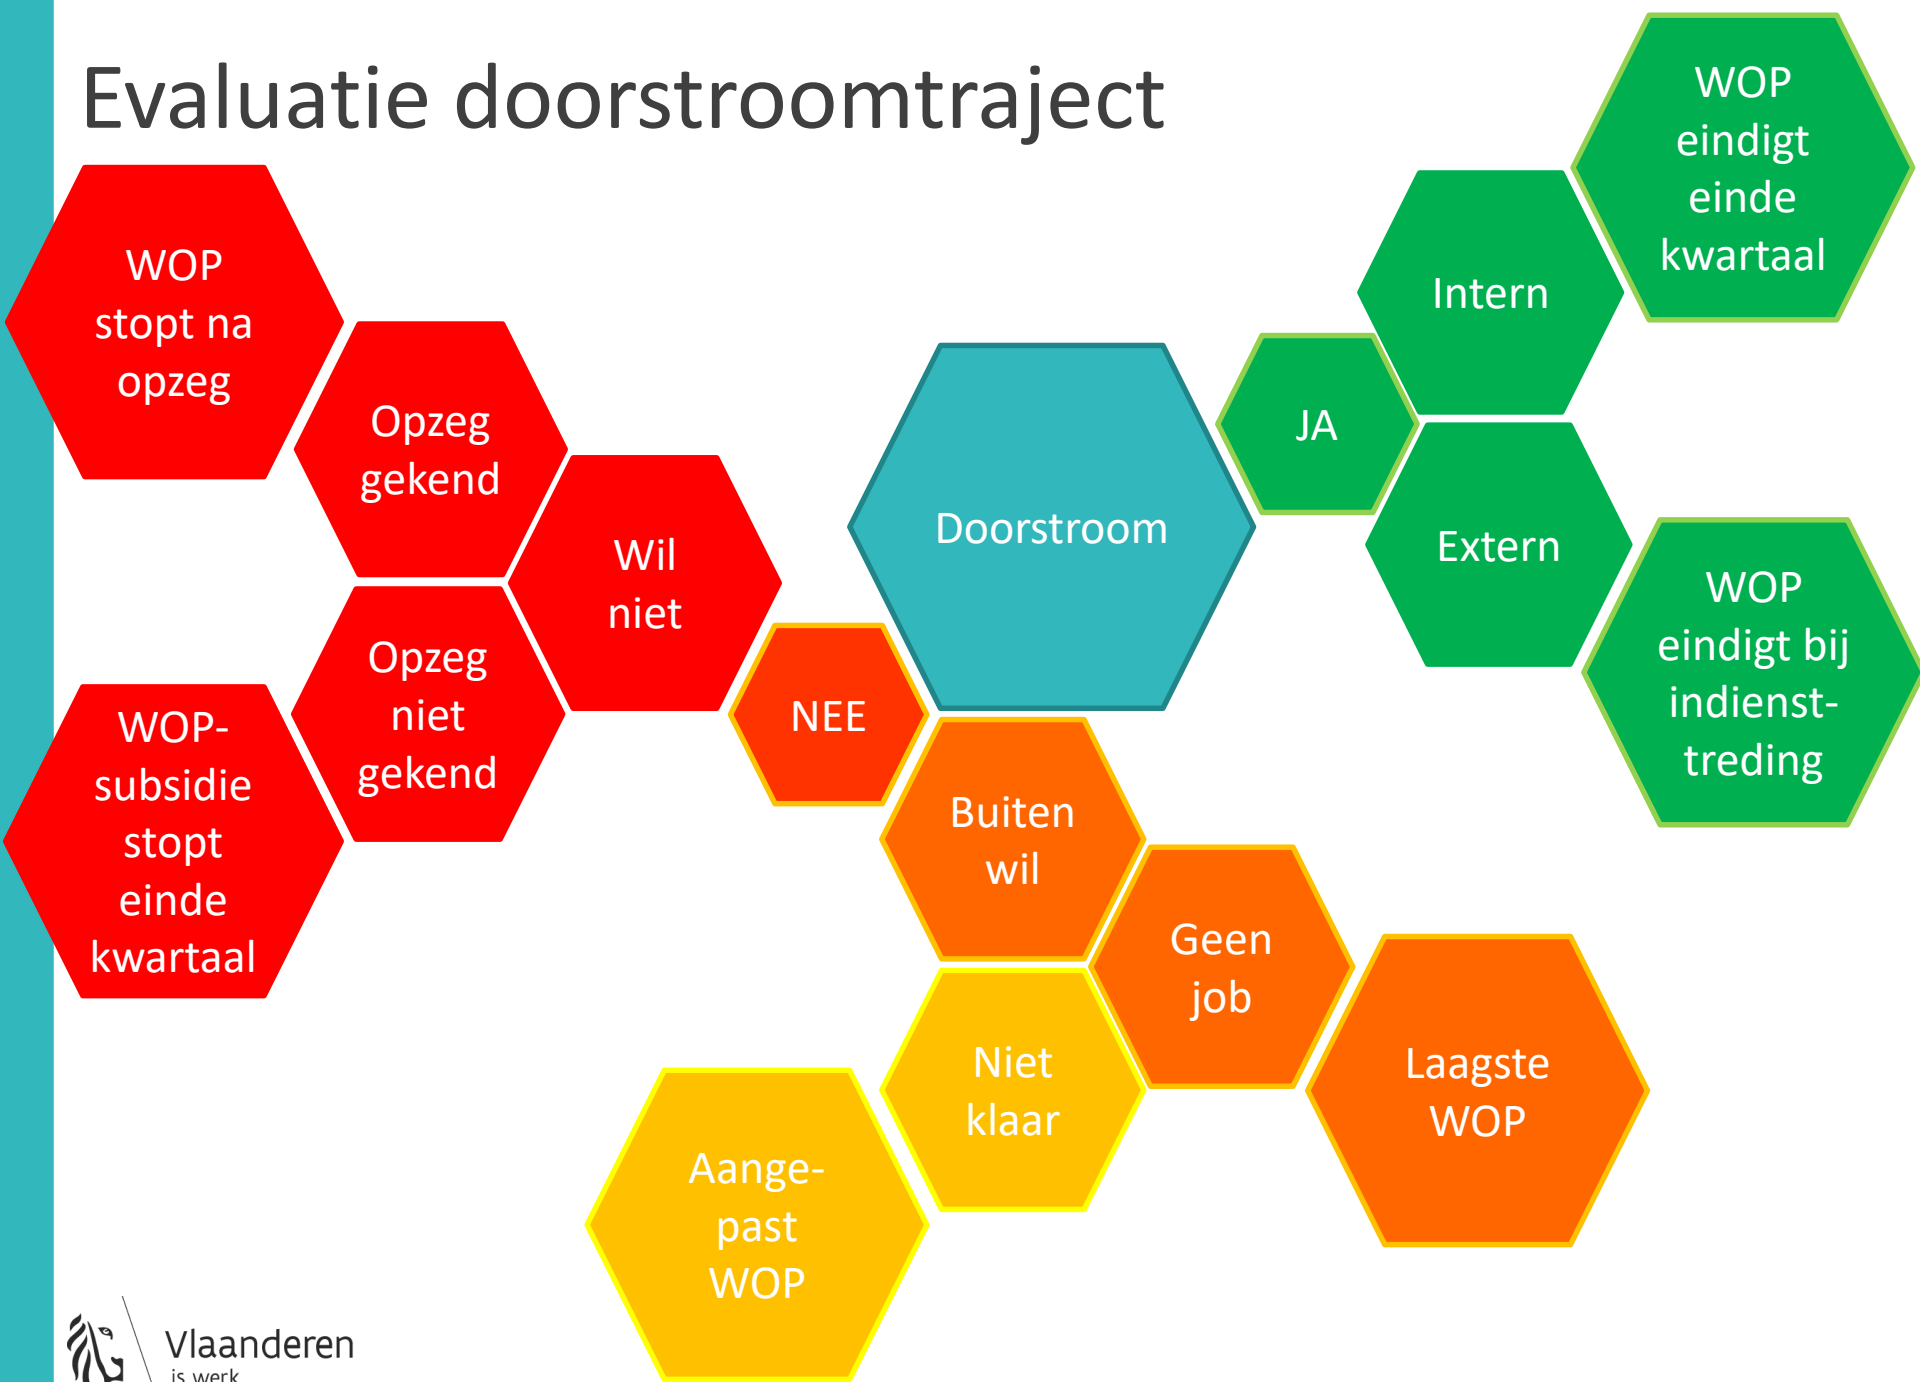 Evaluatie doorstroomtraject
WOP
stopt na
opzeg
Opzeg
gekend
Wil
niet
Opzeg
niet
gekend
WOP-
subsidie
stopt
einde
kwartaal
NEE
Doorstroom
JA
Intern
WOP
eindigt
einde
kwartaal
Extern
WOP
eindigt bij
indienst-
treding
Buiten
wil
Geen
job
Laagste
WOP
Niet
klaar
Aange-
past
WOP
Vlaanderen
is werk